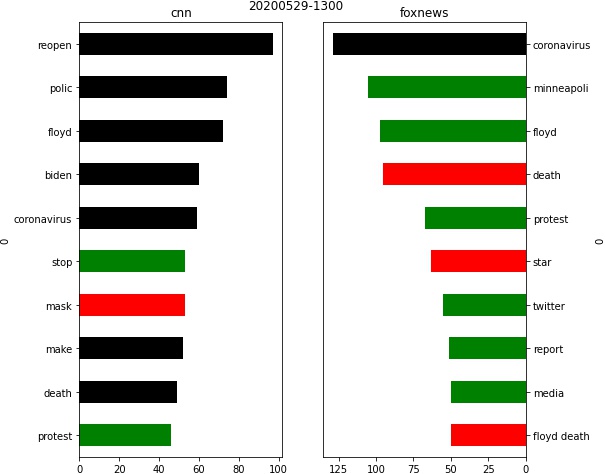 20200529-1300
cnn
foxnews
reopen
polic
floyd
biden
coronavirus
stop
mask
make
death
protest
0
0 20 40 60 80 100
coronavirus
minneapoli
floyd
death
protest
star
twitter
report
media
floyd death
0
125 100 75 50 25 0